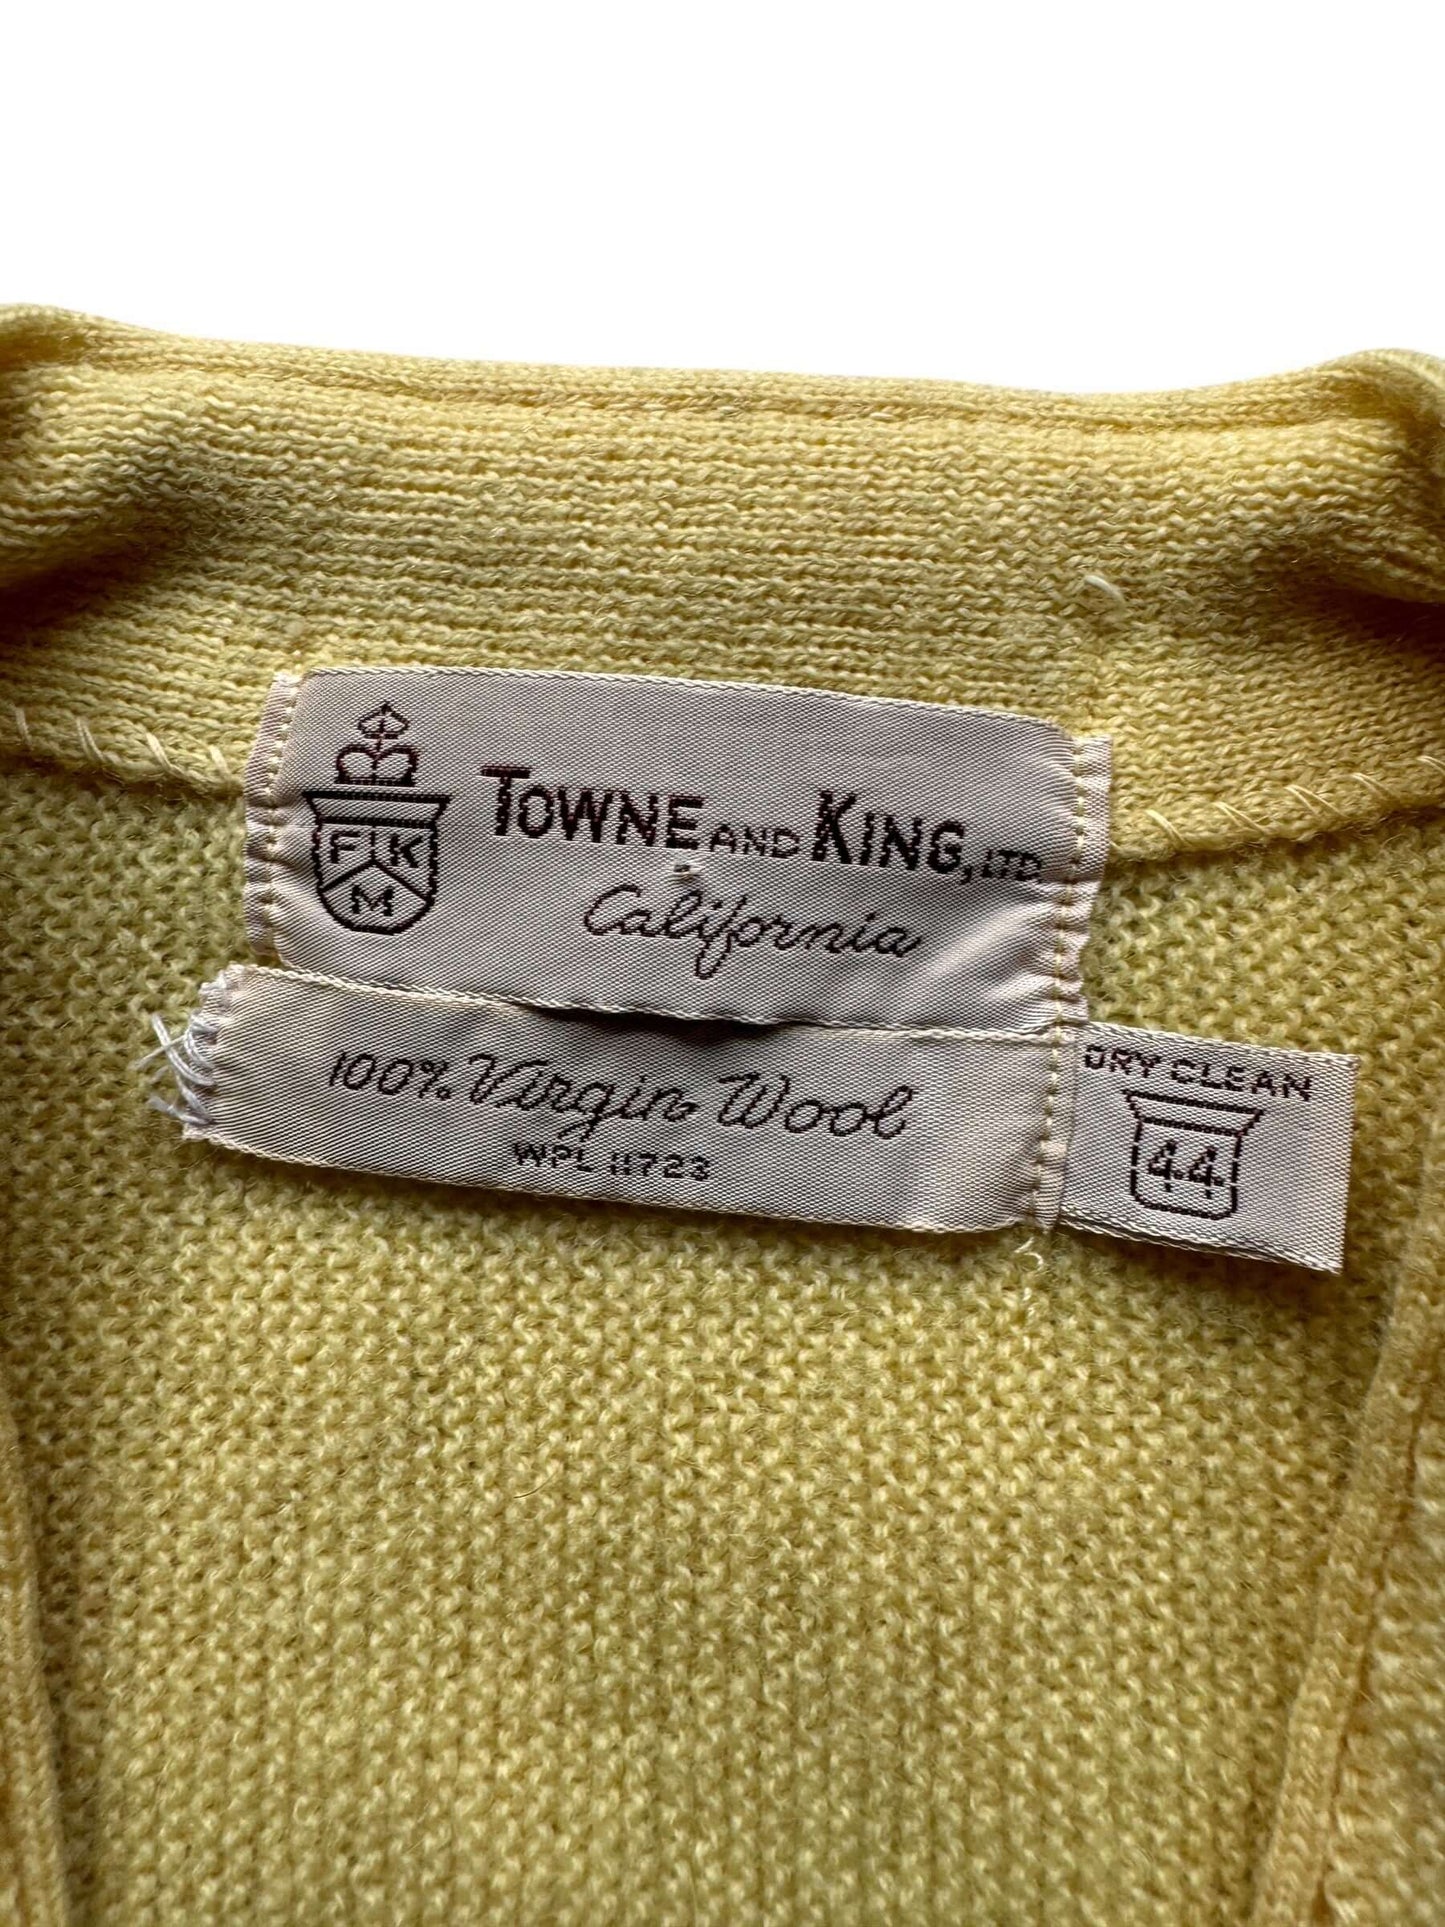 F K
M
TOWNE AND KING, LTD.
California
100% Virgin Wool
WPL 11723
DRY CLEAN
44